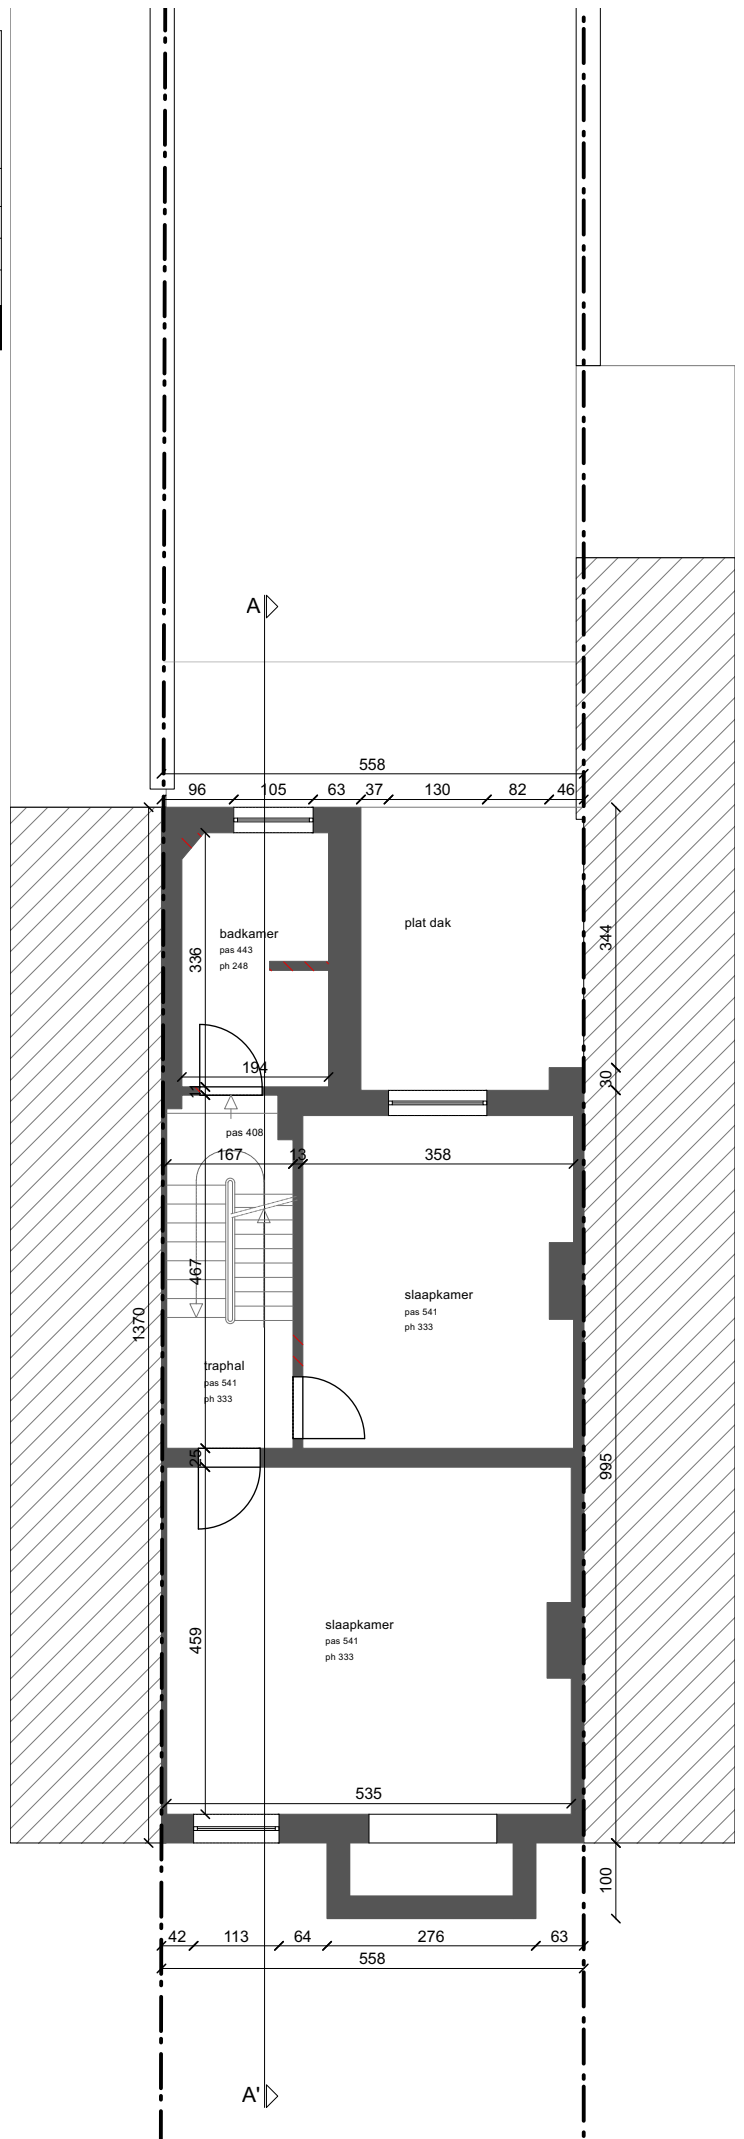 A
558
96 105 63 37 130 82 46
badkamer
pas 443
ph 248
plat dak
336
344
194
11
30
pas 408
167 13 358
467
slaapkamer
pas 541
ph 333
1370
traphal
pas 541
ph 333
25
995
slaapkamer
pas 541
ph 333
459
535
100
42 113 64 276 63
558
A'